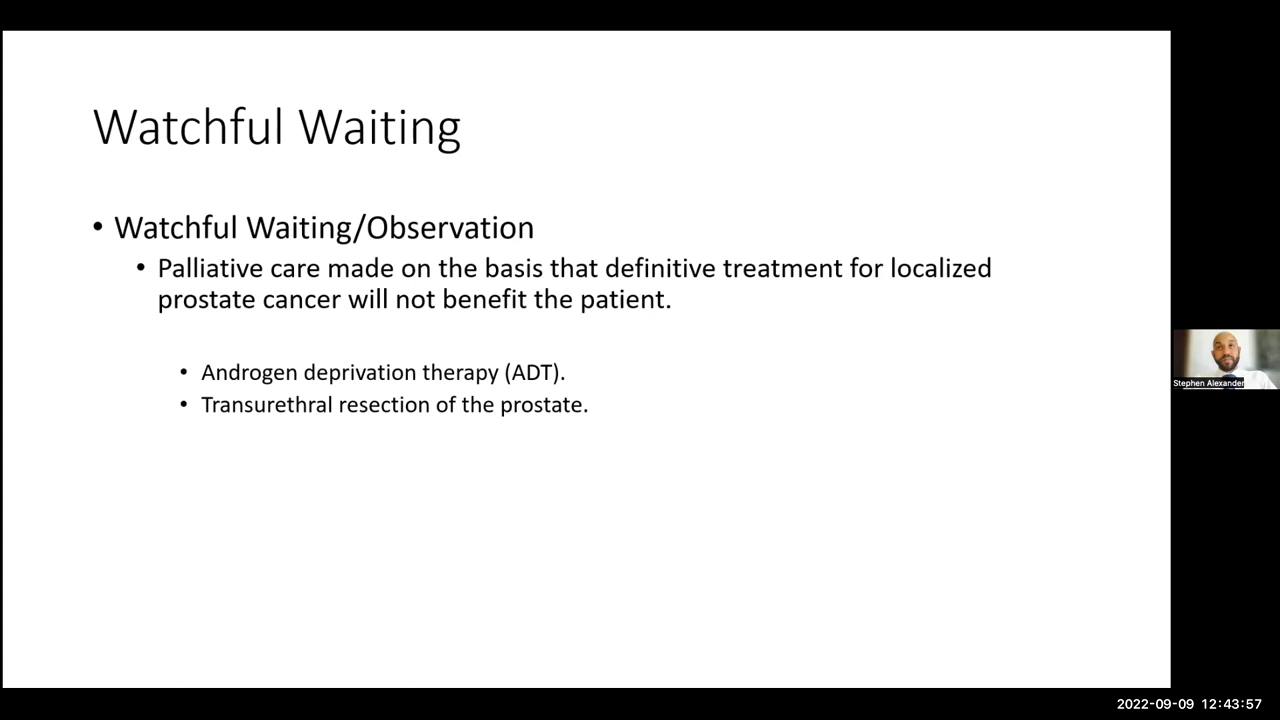 Watchful Waiting
• Watchful Waiting/Observation
• Palliative care made on the basis that definitive treatment for localized
prostate cancer will not benefit the patient.
• Androgen deprivation therapy (ADT).
• Transurethral resection of the prostate.
Stephen Alexander
2022-09-09 12:43:57